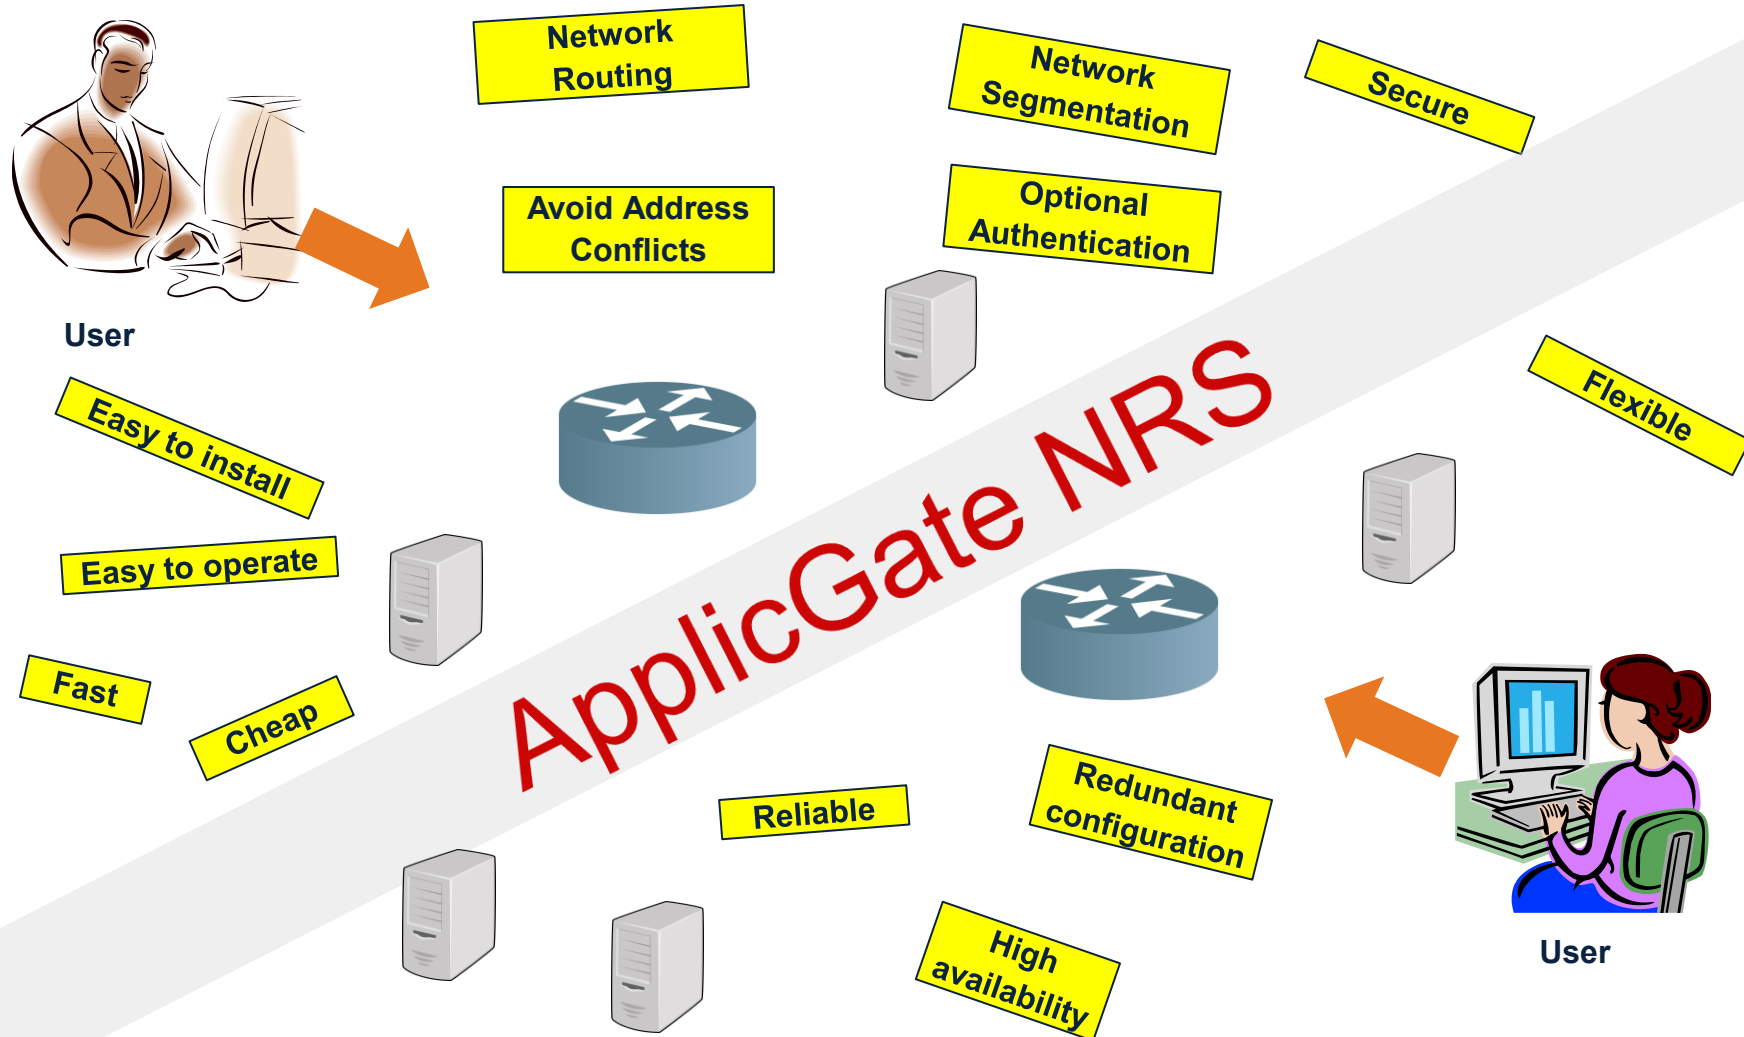 Network
Routing
Network
Segmentation
Secure
Avoid Address
Conflicts
Optional
Authentication
User
Easy to install
Flexible
ApplicGate NRS
Easy to operate
Fast
Cheap
Reliable
Redundant
configuration
High
availability
User